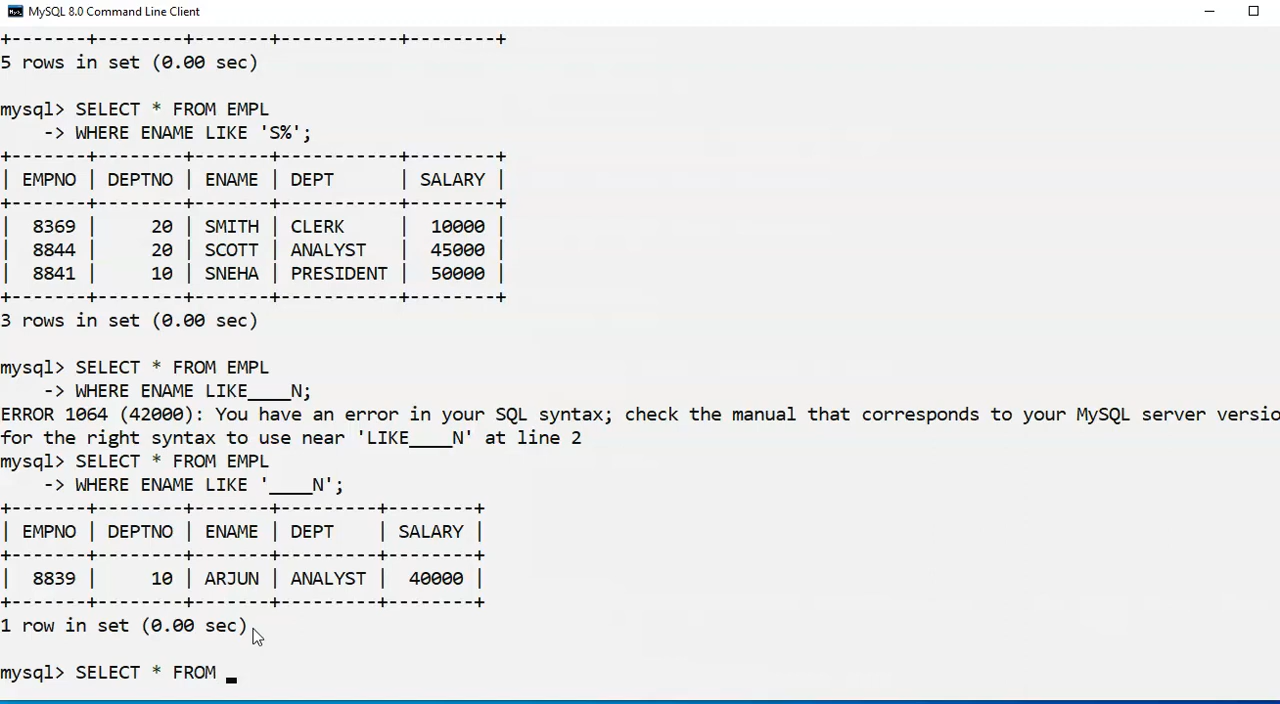 MySQL 8.0 Command Line Client
+-------+--------+-------+-----------+--------+
5 rows in set (0.00 sec)
mysql> SELECT * FROM EMPL
    -> WHERE ENAME LIKE 'S%';
+-------+--------+-------+-----------+--------+
| EMPNO | DEPTNO | ENAME | DEPT      | SALARY |
+-------+--------+-------+-----------+--------+
|  8369 |     20 | SMITH | CLERK     |  10000 |
|  8844 |     20 | SCOTT | ANALYST   |  45000 |
|  8841 |     10 | SNEHA | PRESIDENT |  50000 |
+-------+--------+-------+-----------+--------+
3 rows in set (0.00 sec)
mysql> SELECT * FROM EMPL
    -> WHERE ENAME LIKE____N;
ERROR 1064 (42000): You have an error in your SQL syntax; check the manual that corresponds to your MySQL server versio
for the right syntax to use near 'LIKE____N' at line 2
mysql> SELECT * FROM EMPL
    -> WHERE ENAME LIKE '____N';
+-------+--------+-------+---------+--------+
| EMPNO | DEPTNO | ENAME | DEPT    | SALARY |
+-------+--------+-------+---------+--------+
|  8839 |     10 | ARJUN | ANALYST |  40000 |
+-------+--------+-------+---------+--------+
1 row in set (0.00 sec)
mysql> SELECT * FROM _